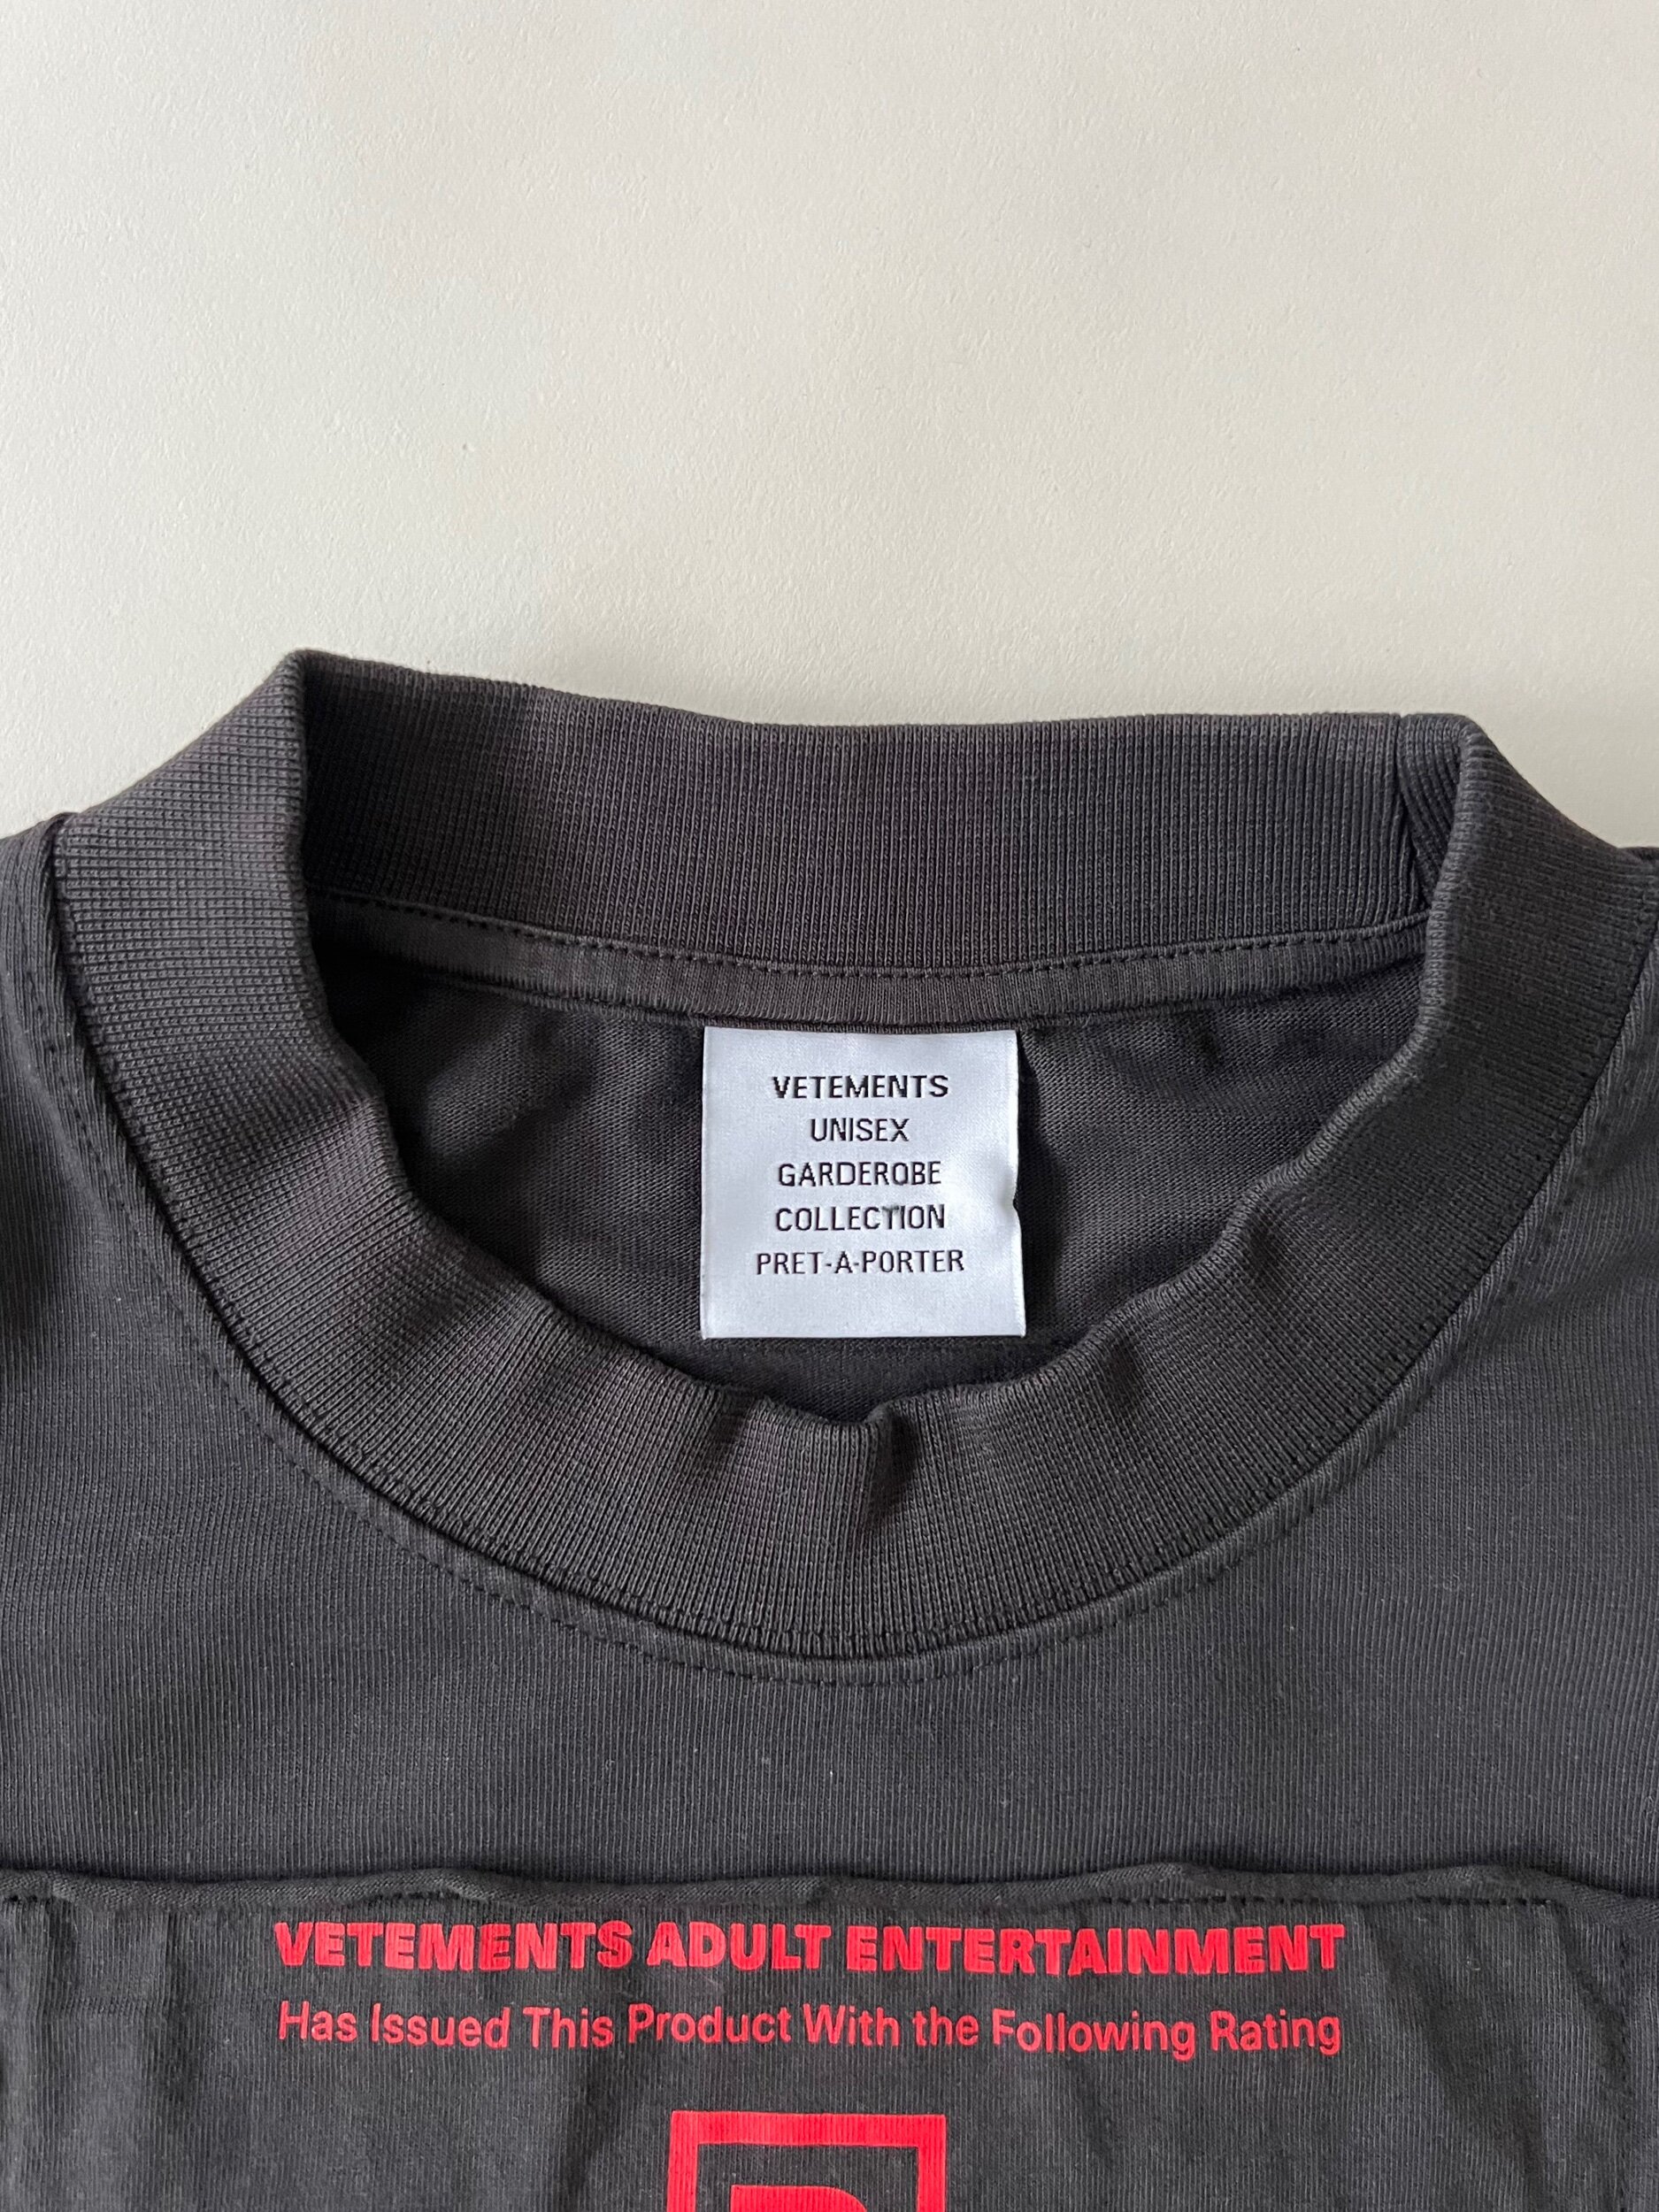 VETEMENTS
UNISEX
GARDEROBE
COLLECTION
PRET-A-PORTER
VETEMENTS ADULT ENTERTAINMENT
Has Issued This Product With the Following Rating